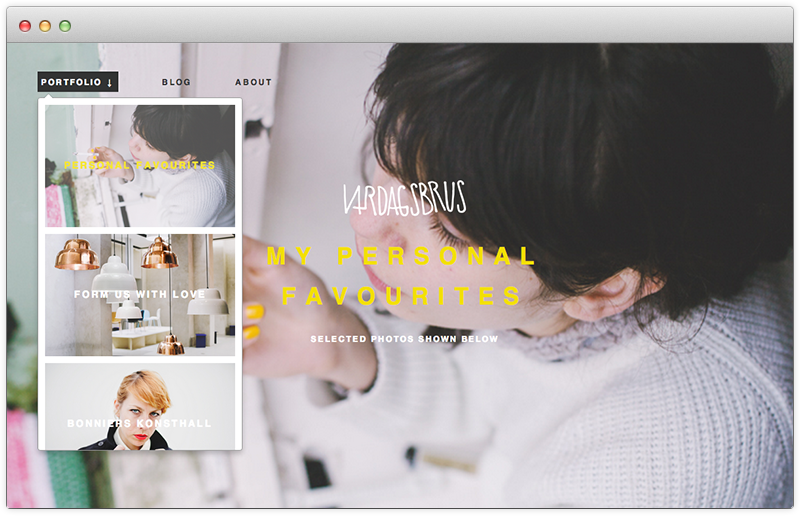 PORTFOLIO ↓ BLOG ABOUT
PERSONAL FAVOURITES
FORM US WITH LOVE
BONNIERS KONSTHALL
VARDAGSBRUS
MY PERSONAL
FAVOURITES
SELECTED PHOTOS SHOWN BELOW